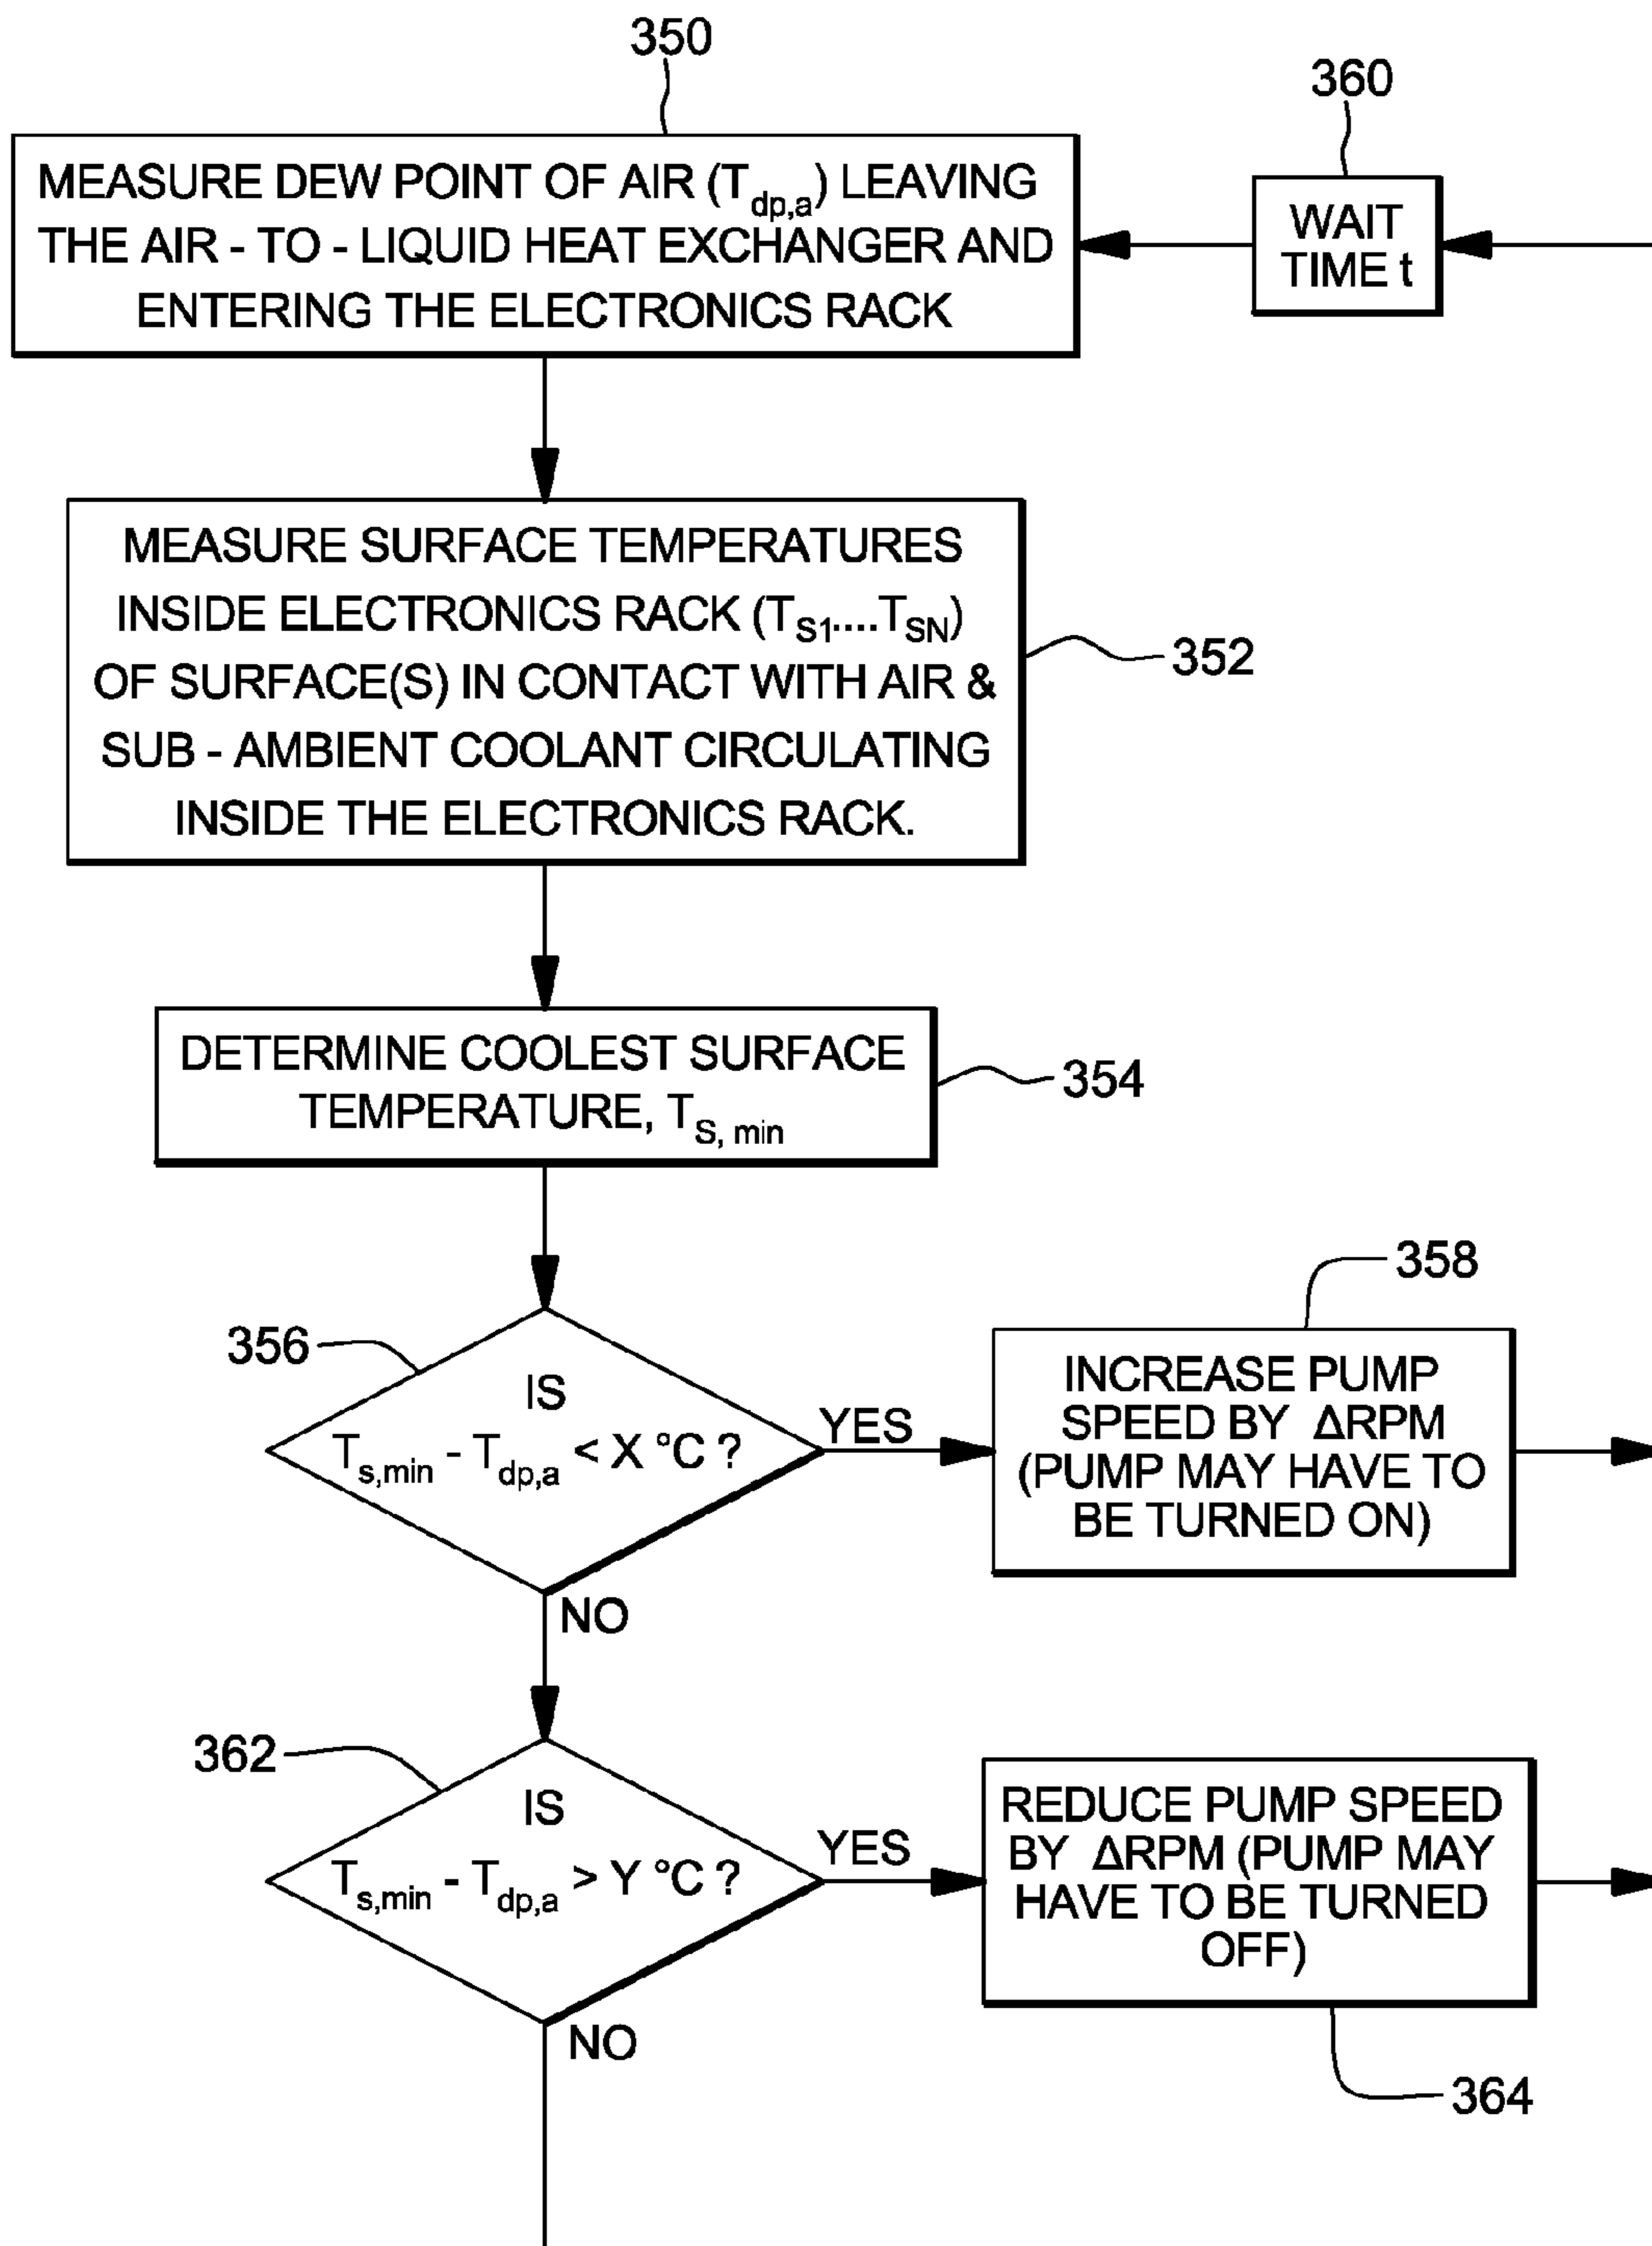 350
MEASURE DEW POINT OF AIR (Tdp,a) LEAVING
THE AIR - TO - LIQUID HEAT EXCHANGER AND
ENTERING THE ELECTRONICS RACK
360
WAIT
TIME t
MEASURE SURFACE TEMPERATURES
INSIDE ELECTRONICS RACK (TS1....TSN)
OF SURFACE(S) IN CONTACT WITH AIR &
SUB - AMBIENT COOLANT CIRCULATING
INSIDE THE ELECTRONICS RACK.
352
DETERMINE COOLEST SURFACE
TEMPERATURE, TS, min
354
356
IS
Ts,min - Tdp,a < X °C ?
YES
NO
358
INCREASE PUMP
SPEED BY ΔRPM
(PUMP MAY HAVE TO
BE TURNED ON)
362
IS
Ts,min - Tdp,a > Y °C ?
YES
NO
REDUCE PUMP SPEED
BY ΔRPM (PUMP MAY
HAVE TO BE TURNED
OFF)
364